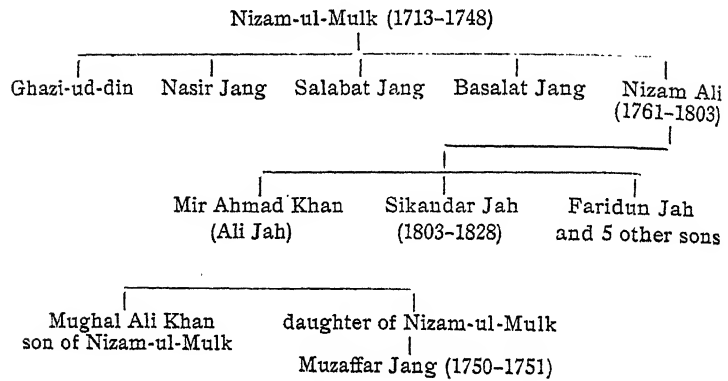 Nizam-ul-Mulk (1713–1748)
Ghazi-ud-din Nasir Jang Salabat Jang Basalat Jang Nizam Ali
(1761–1803)
Mir Ahmad Khan Sikandar Jah Faridun Jah
(Ali Jah) (1803–1828) and 5 other sons
Mughal Ali Khan daughter of Nizam-ul-Mulk
son of Nizam-ul-Mulk
Muzaffar Jang (1750–1751)